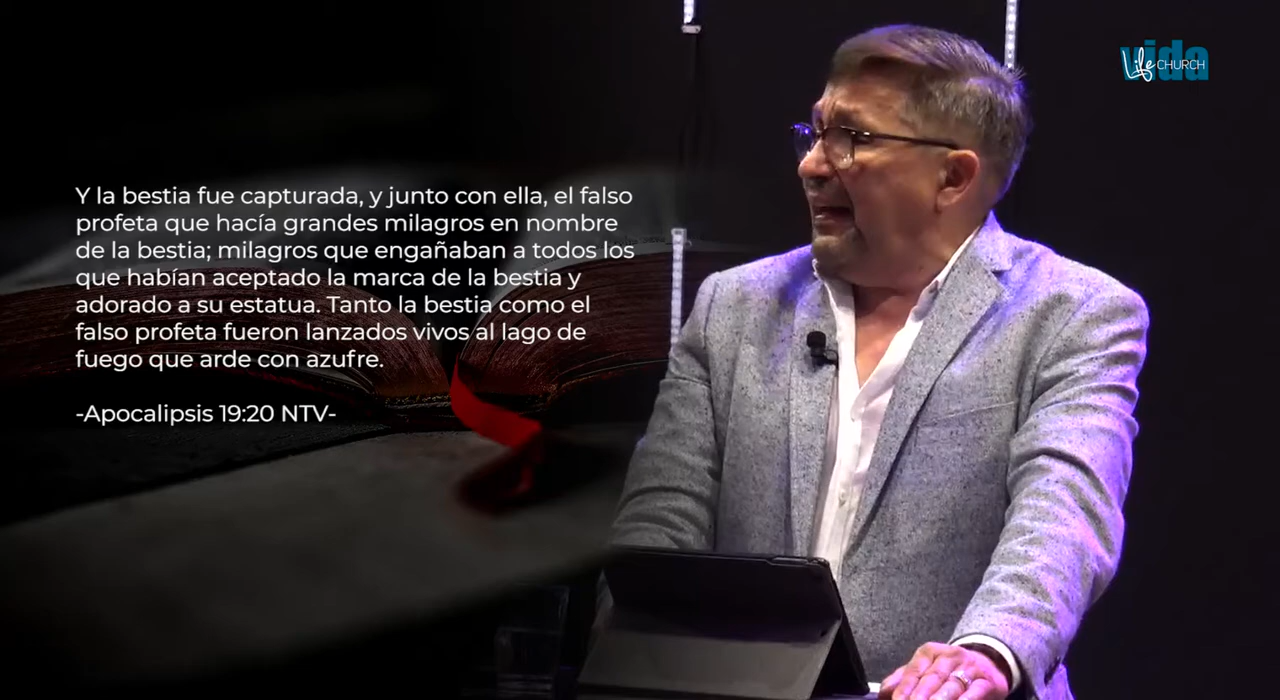 Y la bestia fue capturada, y junto con ella, el falso
profeta que hacía grandes milagros en nombre
de la bestia; milagros que engañaban a todos los
que habían aceptado la marca de la bestia y
adorado a su estatua. Tanto la bestia como el
falso profeta fueron lanzados vivos al lago de
fuego que arde con azufre.
-Apocalipsis 19:20 NTV-
vida
Life CHURCH